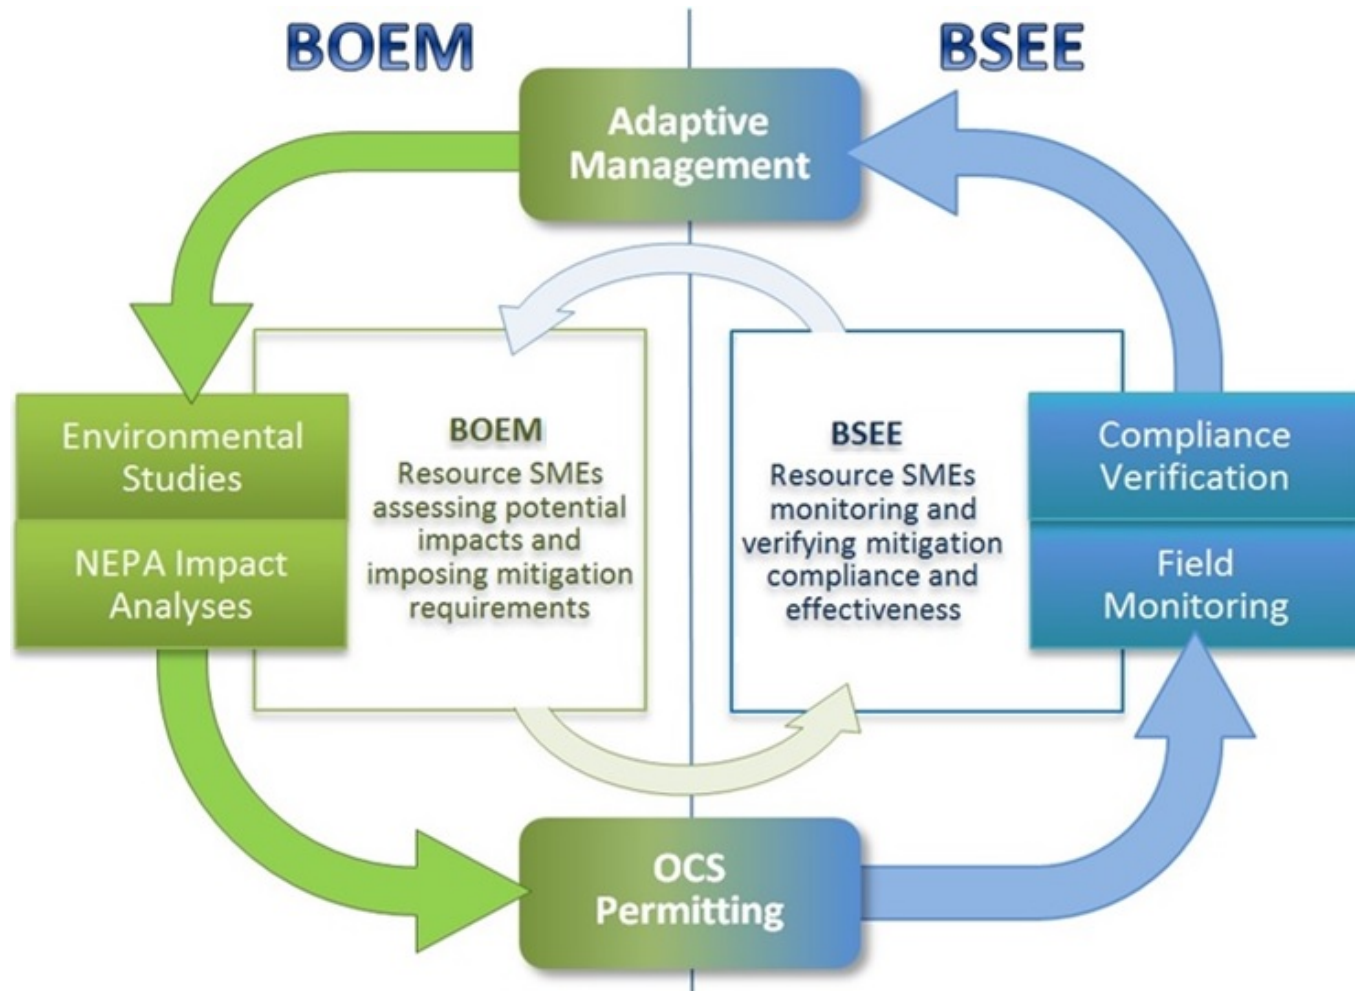 BOEM
BSEE
Adaptive
Management
Environmental
Studies
NEPA Impact
Analyses
BOEM
Resource SMEs
assessing potential
impacts and
imposing mitigation
requirements
BSEE
Resource SMEs
monitoring and
verifying mitigation
compliance and
effectiveness
Compliance
Verification
Field
Monitoring
OCS
Permitting